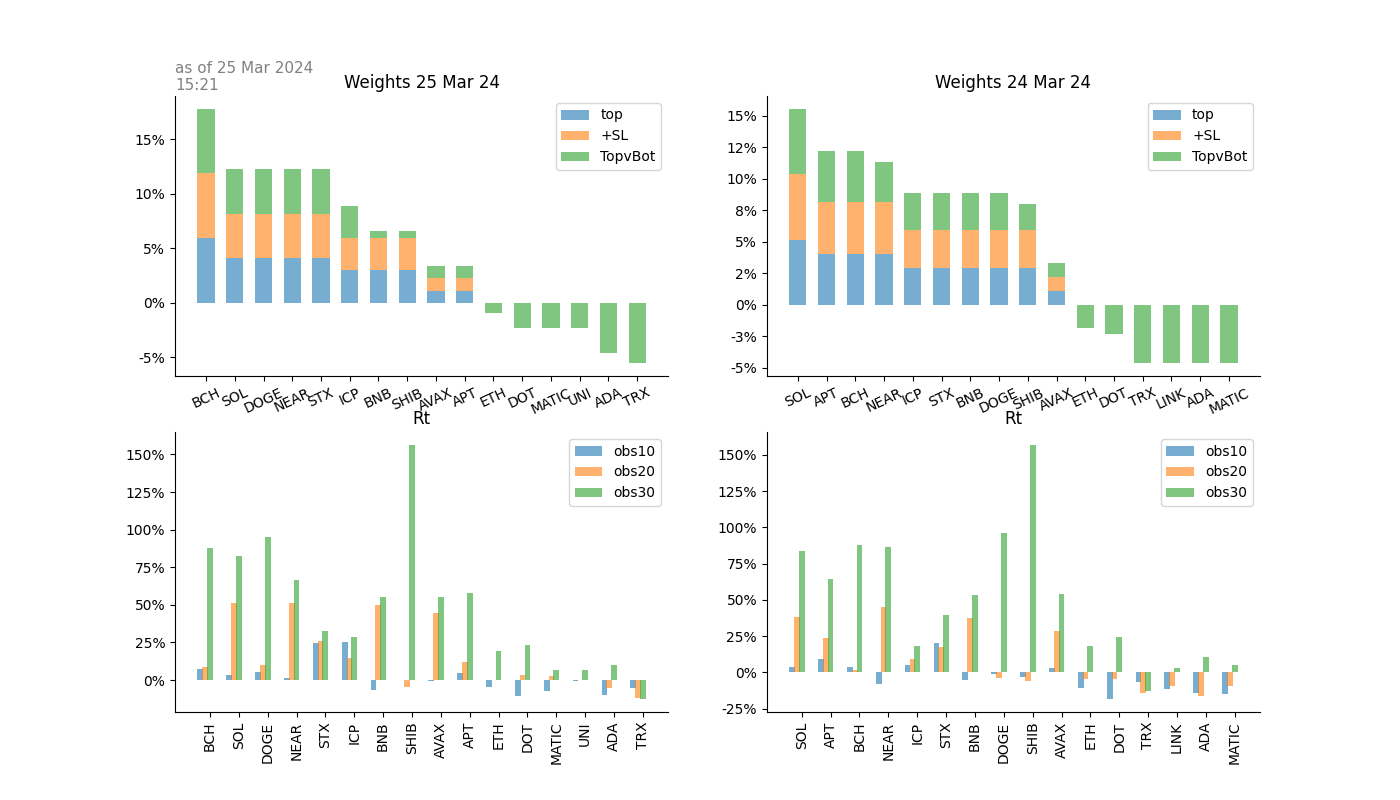 as of 25 Mar 2024
15:21
Weights 25 Mar 24
15%
10%
5%
0%
-5%
top
+SL
TopvBot
BCH SOL DOGE NEAR STX ICP BNB SHIB AVAX APT ETH DOT MATIC UNI ADA TRX
Weights 24 Mar 24
15%
12%
10%
8%
5%
2%
0%
-3%
-5%
top
+SL
TopvBot
SOL APT BCH NEAR ICP STX BNB DOGE SHIB AVAX ETH DOT TRX LINK ADA MATIC
Rt
150%
125%
100%
75%
50%
25%
0%
obs10
obs20
obs30
BCH SOL DOGE NEAR STX ICP BNB SHIB AVAX APT ETH DOT MATIC UNI ADA TRX
Rt
150%
125%
100%
75%
50%
25%
0%
-25%
obs10
obs20
obs30
SOL APT BCH NEAR ICP STX BNB DOGE SHIB AVAX ETH DOT TRX LINK ADA MATIC